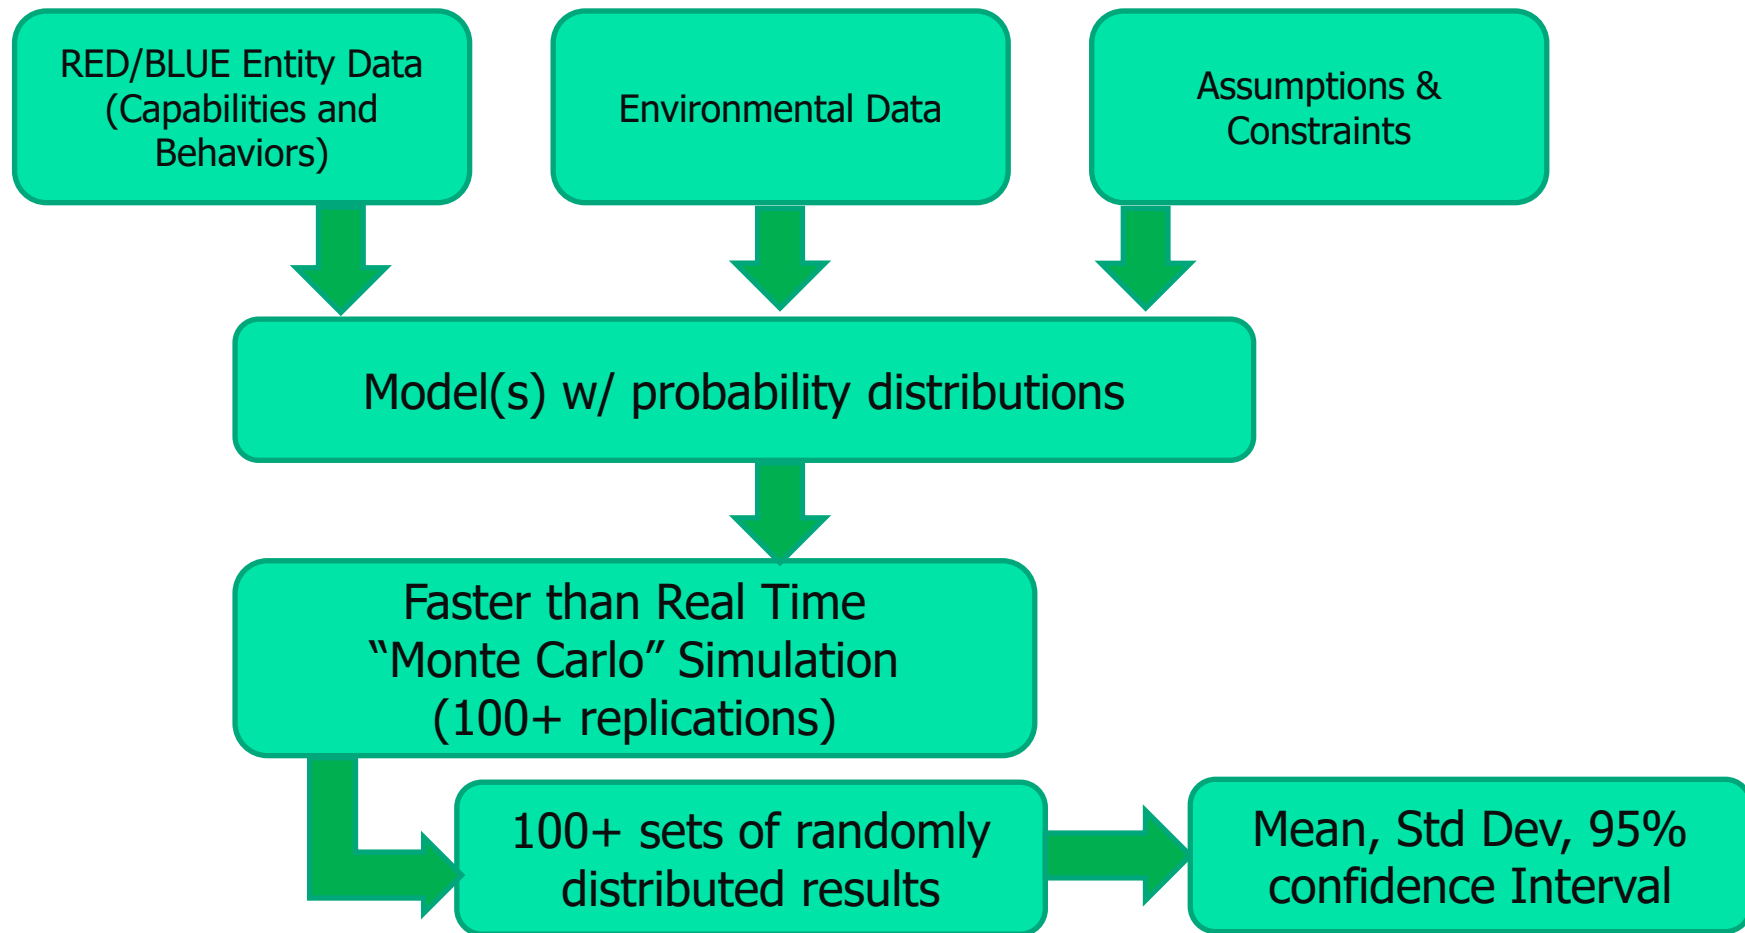 RED/BLUE Entity Data
(Capabilities and
Behaviors)
Environmental Data
Assumptions &
Constraints
Model(s) w/ probability distributions
Faster than Real Time
“Monte Carlo” Simulation
(100+ replications)
100+ sets of randomly
distributed results
Mean, Std Dev, 95%
confidence Interval